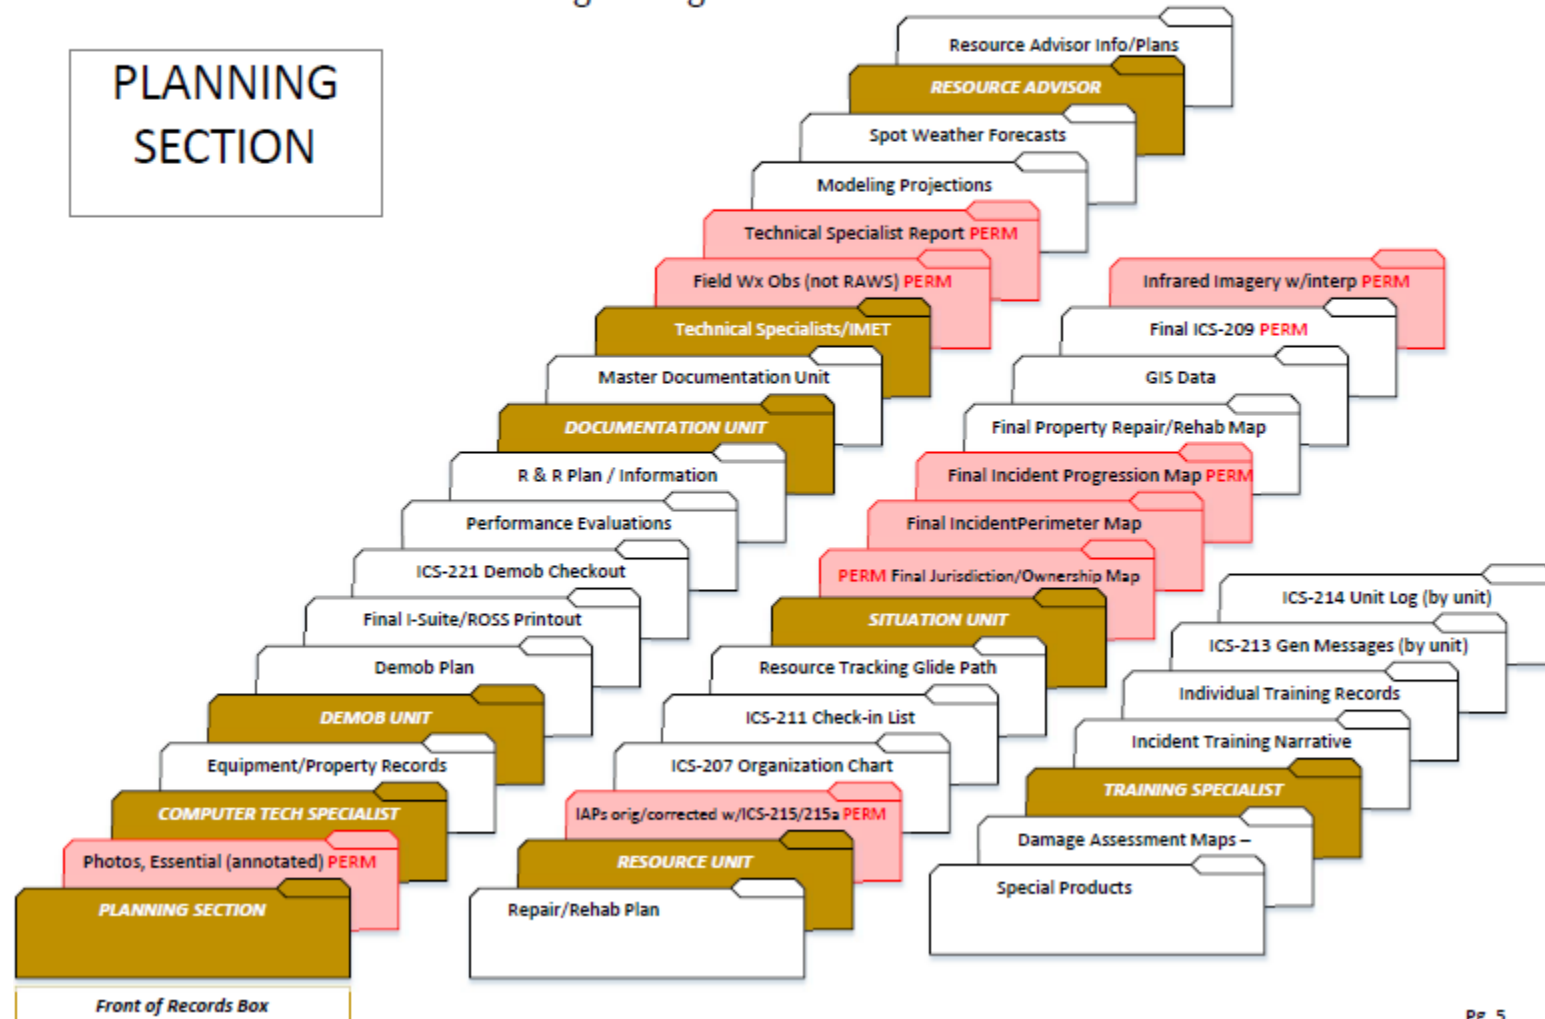 PLANNING
SECTION
Resource Advisor Info/Plans
RESOURCE ADVISOR
Spot Weather Forecasts
Modeling Projections
Technical Specialist Report PERM
Field Wx Obs (not RAWS) PERM
Technical Specialists/IMET
Master Documentation Unit
DOCUMENTATION UNIT
R & R Plan / Information
Performance Evaluations
ICS-221 Demob Checkout
Final I-Suite/ROSS Printout
Demob Plan
DEMOB UNIT
Equipment/Property Records
COMPUTER TECH SPECIALIST
Photos, Essential (annotated) PERM
PLANNING SECTION
Front of Records Box
Infrared Imagery w/interp PERM
Final ICS-209 PERM
GIS Data
Final Property Repair/Rehab Map
Final Incident Progression Map PERM
Final IncidentPerimeter Map
PERM Final Jurisdiction/Ownership Map
SITUATION UNIT
Resource Tracking Glide Path
ICS-211 Check-in List
ICS-207 Organization Chart
IAPs orig/corrected w/ICS-215/215a PERM
RESOURCE UNIT
Repair/Rehab Plan
ICS-214 Unit Log (by unit)
ICS-213 Gen Messages (by unit)
Individual Training Records
Incident Training Narrative
TRAINING SPECIALIST
Damage Assessment Maps –
Special Products
Pg. 5